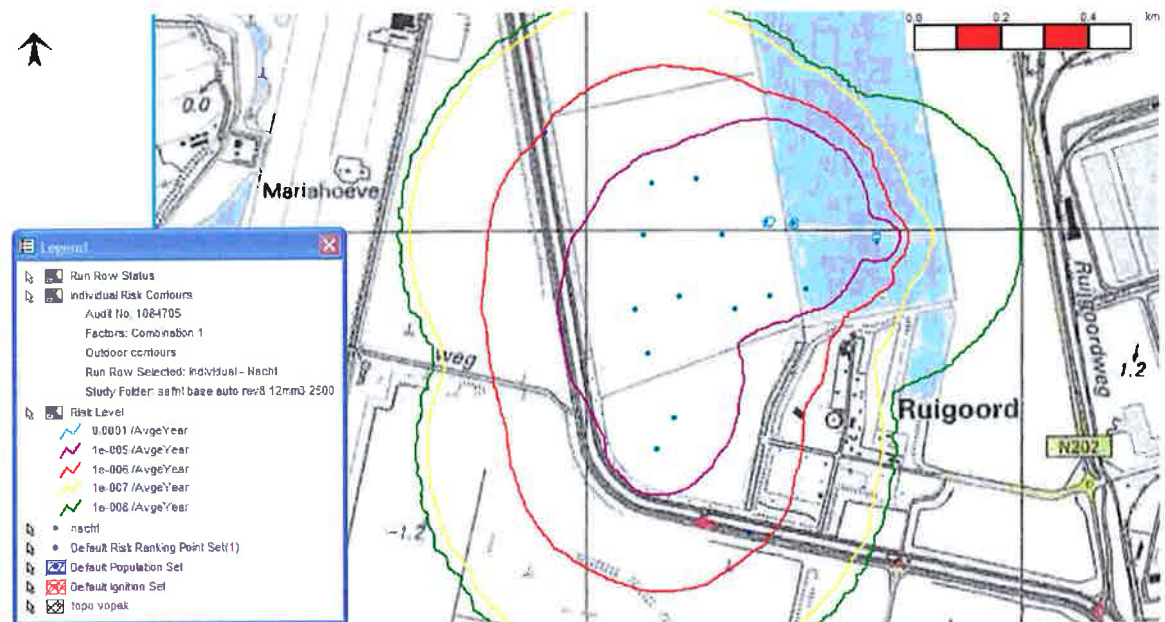 0.0
0.2
0.4
km
0.0
Mariahoeve
Legend
Run Row Status
Individual Risk Contours
Audit No. 1084705
Factors: Combination 1
Outdoor contours
Run Row Selected: Individual - Nacht
Study Folder: safnl base auto rev8 12mm3 2500
Risk Level
0.0001 /AvgeYear
1e-005 /AvgeYear
1e-006 /AvgeYear
1e-007 /AvgeYear
1e-008 /AvgeYear
nacht
Default Risk Ranking Point Set(1)
Default Population Set
Default Ignition Set
topo vopak
weg
-1.2
Ruigoord
Ruigoordweg
1.2
N202